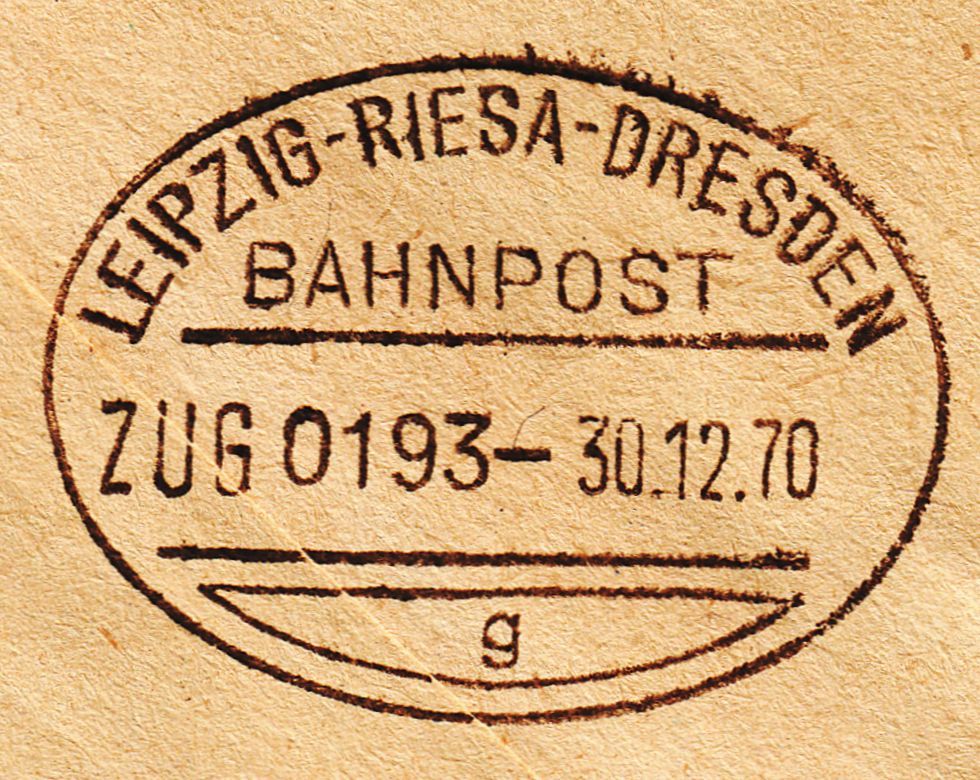 LEIPZIG-RIESA-DRESDEN
BAHNPOST
ZUG 0193– 30.12.70
g